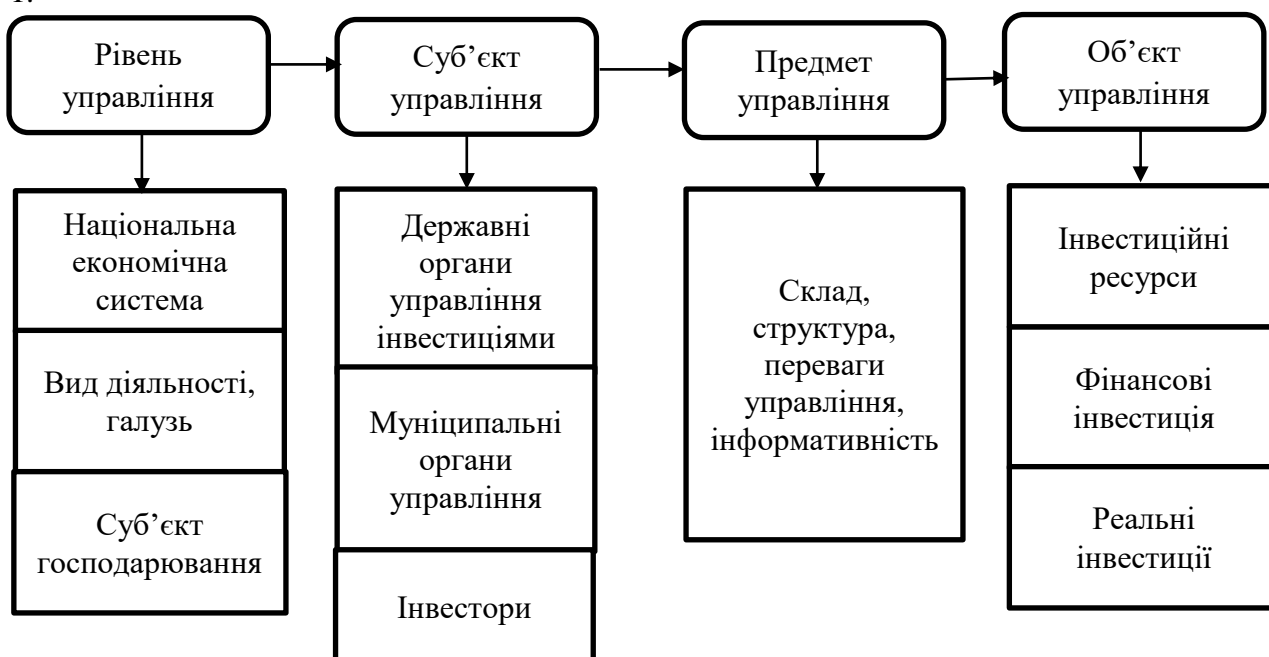 Рівень
управління
Суб’єкт
управління
Предмет
управління
Об’єкт
управління
Національна
економічна
система
Вид діяльності,
галузь
Суб’єкт
господарювання
Державні
органи
управління
інвестиціями
Муніципальні
органи
управління
Інвестори
Склад,
структура,
переваги
управління,
інформативність
Інвестиційні
ресурси
Фінансові
інвестиція
Реальні
інвестиції